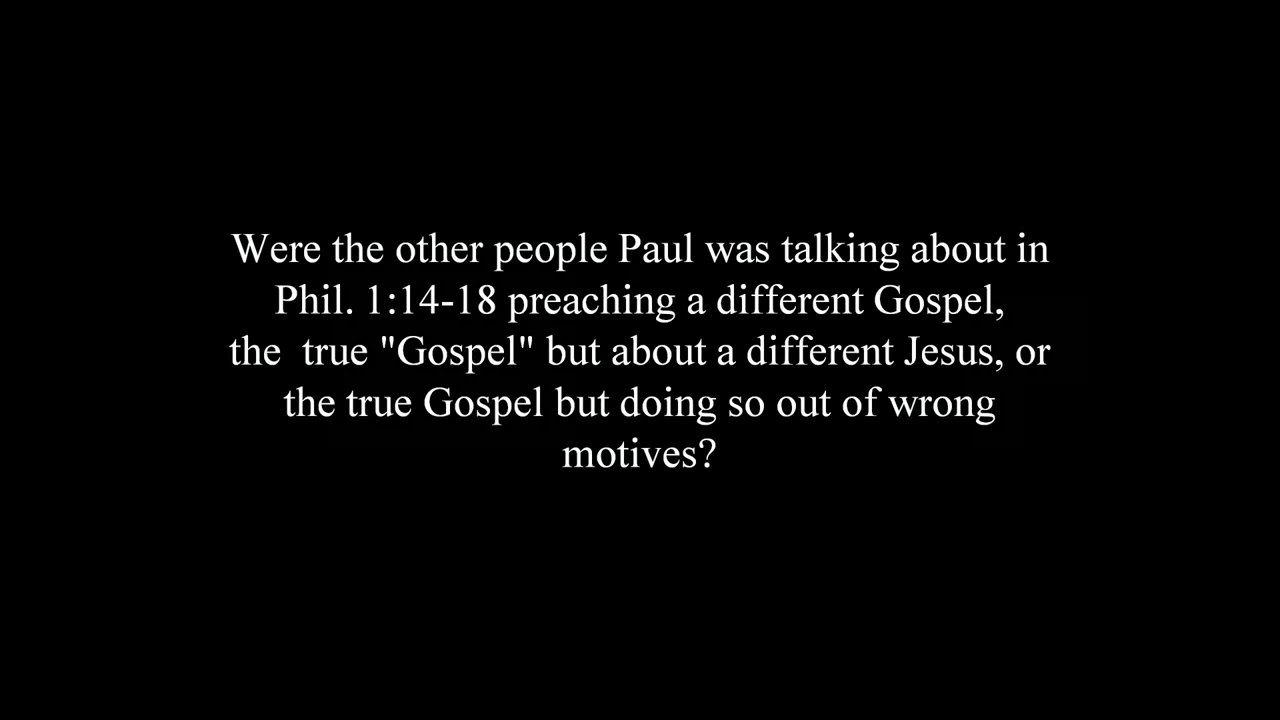 Were the other people Paul was talking about in
Phil. 1:14-18 preaching a different Gospel,
the  true "Gospel" but about a different Jesus, or
the true Gospel but doing so out of wrong
motives?